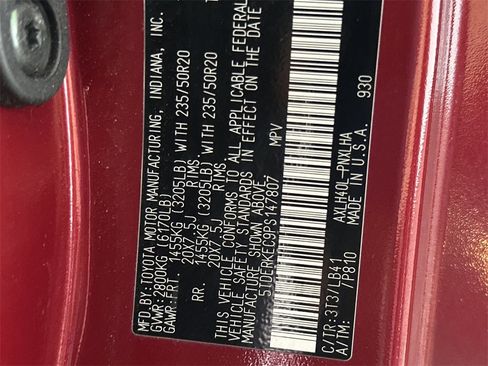 MFD.BY:TOYOTA MOTOR MANUFACTURING, INDIANA, INC.
GVWR:2800KG (6170LB)
GAWR:FRT. 1455KG (3205LB) WITH 235/50R20
20X7.5J RIMS.
RR. 1455KG (3205LB) WITH 235/50R20
20X7.5J RIMS.
THIS VEHICLE CONFORMS TO ALL APPLICABLE FEDERAL
VEHICLE SAFETY STANDARDS IN EFFECT ON THE DATE
MANUFACTURE SHOWN ABOVE.
5TDERKEC9PS147807 MPV
930
C/TR:3T3/LB41 AXLH40L-PNXLHA
A/TM: /P810 MADE IN U.S.A.